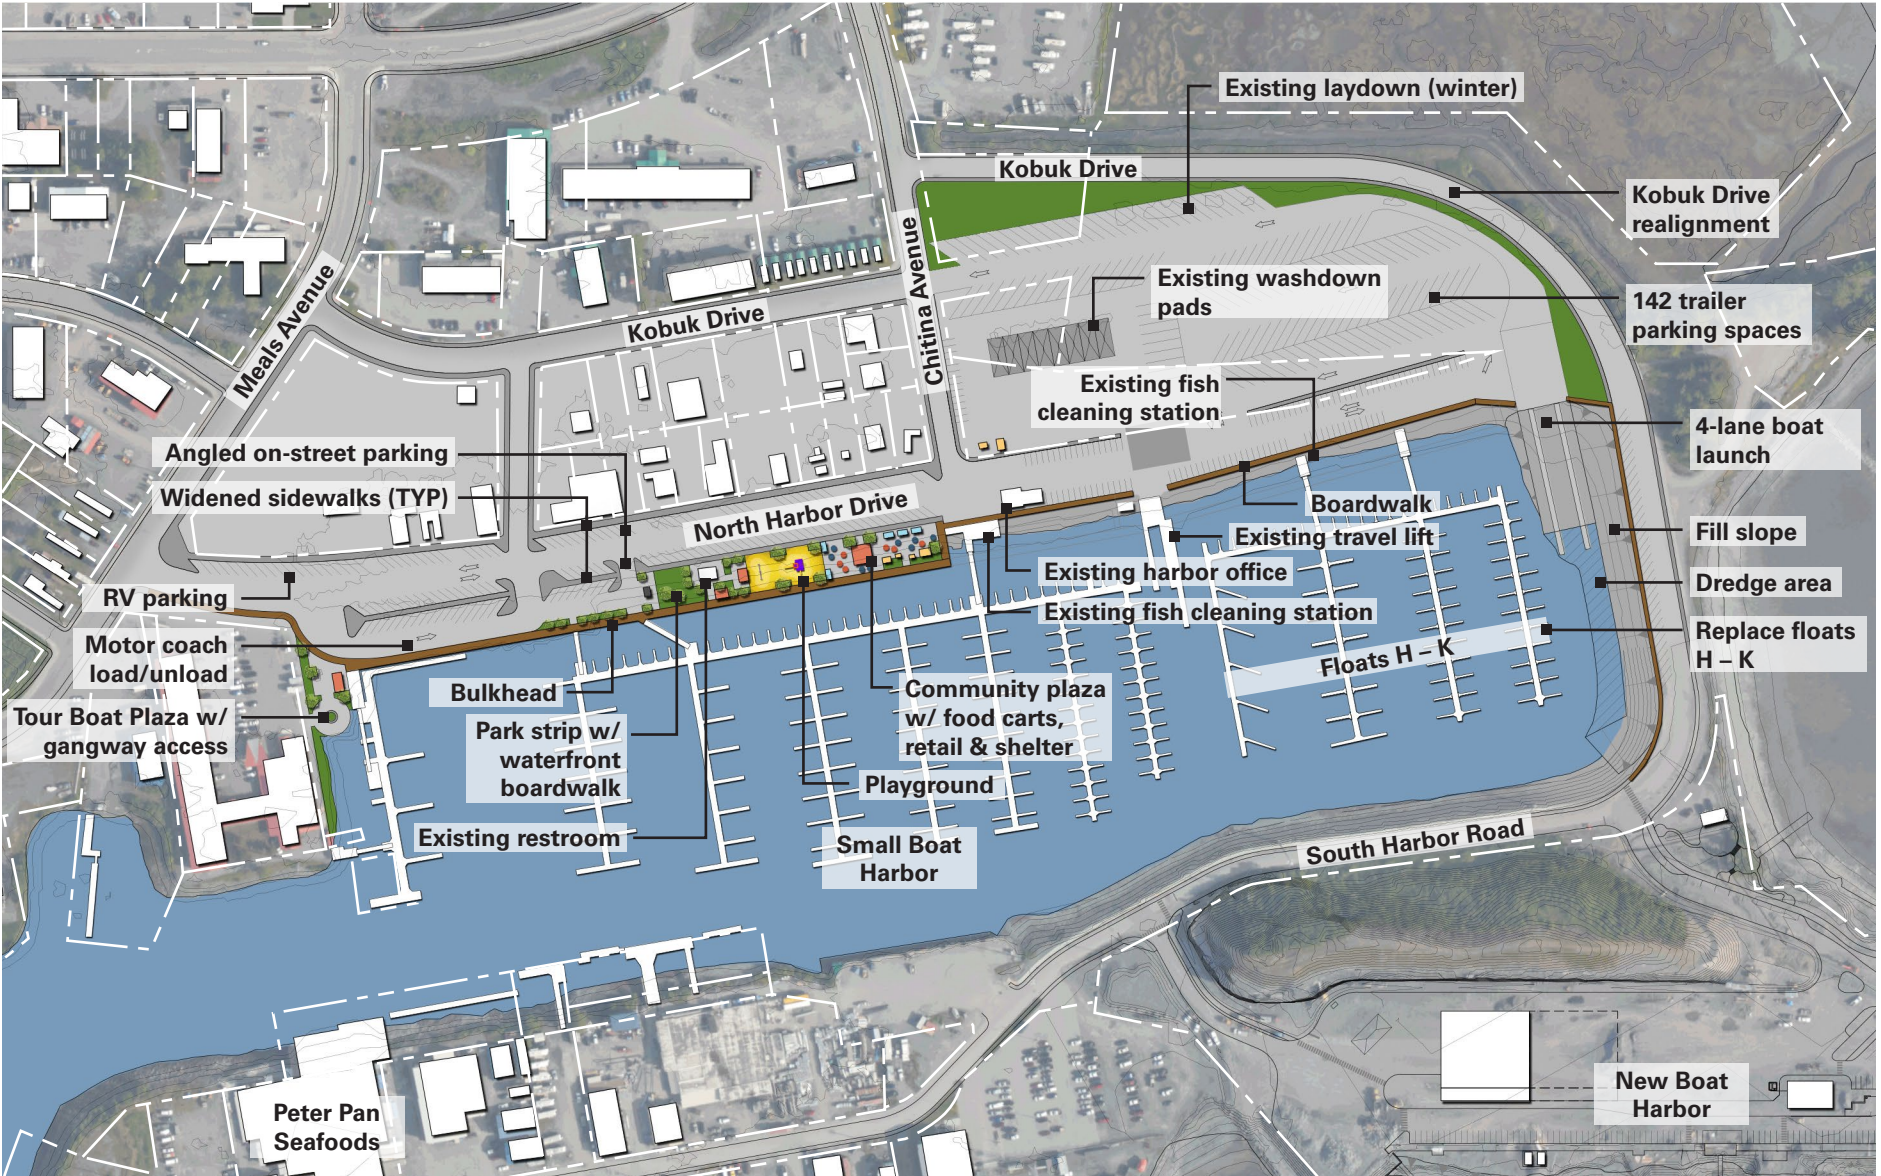 Existing laydown (winter)
Kobuk Drive
Kobuk Drive
realignment
Chitina Avenue
Meals Avenue
Existing washdown
pads
142 trailer
parking spaces
Kobuk Drive
Existing fish
cleaning station
4-lane boat
launch
Angled on-street parking
Widened sidewalks (TYP)
North Harbor Drive
Boardwalk
Existing travel lift
Fill slope
Existing harbor office
Dredge area
RV parking
Existing fish cleaning station
Motor coach
load/unload
Replace floats
H – K
Floats H – K
Bulkhead
Community plaza
w/ food carts,
retail & shelter
Tour Boat Plaza w/
gangway access
Park strip w/
waterfront
boardwalk
Playground
Existing restroom
Small Boat
Harbor
South Harbor Road
New Boat
Harbor
Peter Pan
Seafoods